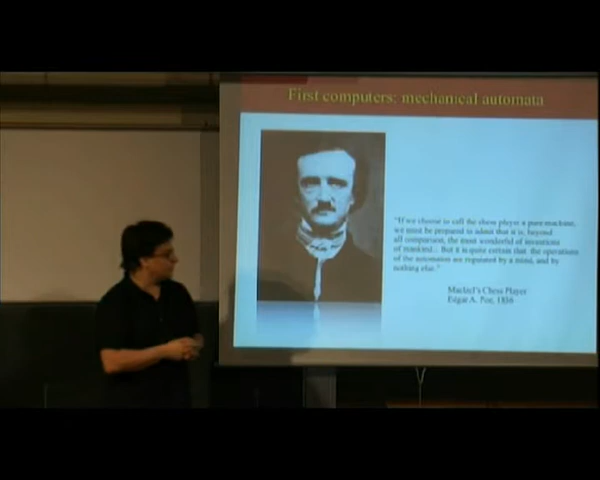 First computers: mechanical automata
"If we choose to call the chess player a pure machine,
we must be prepared to admit that it is, beyond
all comparison, the most wonderful of inventions
of mankind... But it is quite certain that the operations
of the automaton are regulated by a mind, and by
nothing else."
Maelzel's Chess Player
Edgar A. Poe, 1836